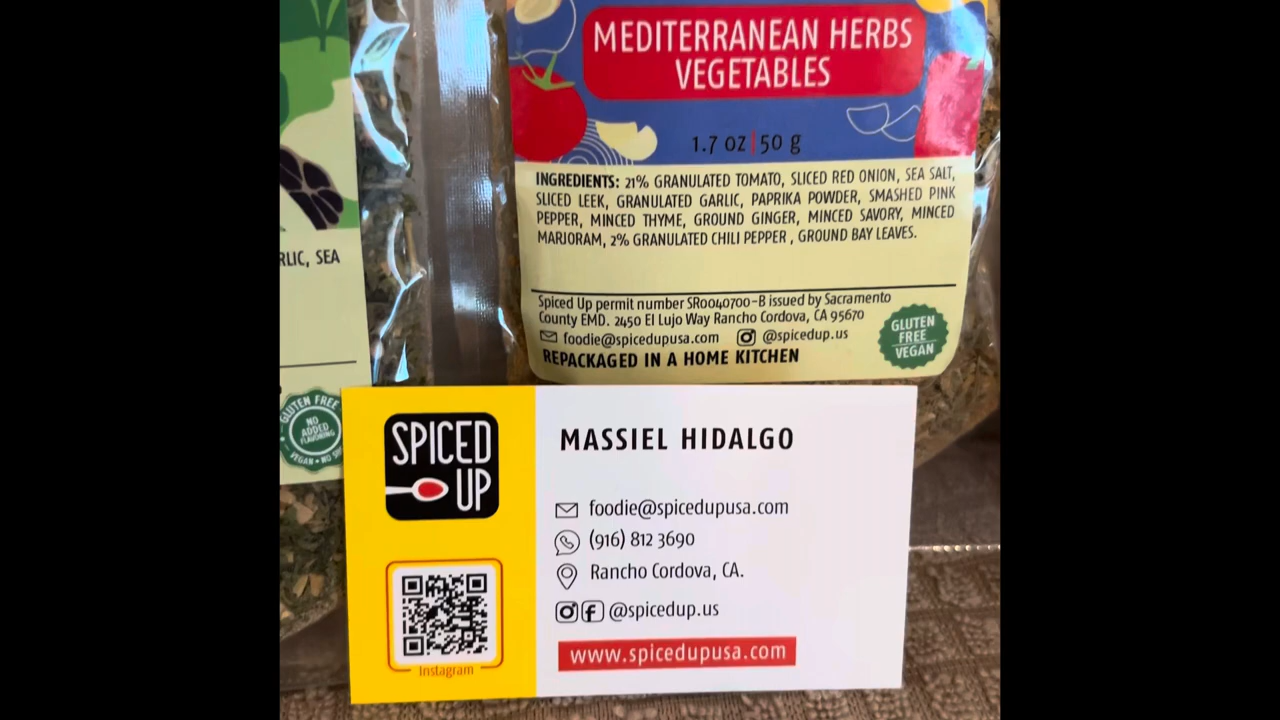 MEDITERRANEAN HERBS
VEGETABLES
1.7 oz|50 g
INGREDIENTS: 21% GRANULATED TOMATO, SLICED RED ONION, SEA SALT,
SLICED LEEK, GRANULATED GARLIC, PAPRIKA POWDER, SMASHED PINK
PEPPER, MINCED THYME, GROUND GINGER, MINCED SAVORY, MINCED
MARJORAM, 2% GRANULATED CHILI PEPPER , GROUND BAY LEAVES.
Spiced Up permit number SR0040700-B issued by Sacramento
County EMD. 2450 El Lujo Way Rancho Cordova, CA 95670
foodie@spicedupusa.com @spicedup.us
REPACKAGED IN A HOME KITCHEN
GLUTEN
FREE
VEGAN
RLIC, SEA
GLUTEN FREE
NO
ADDED
FLAVORING
VEGAN • NO
SPICED
UP
Instagram
MASSIEL HIDALGO
foodie@spicedupusa.com
(916) 812 3690
Rancho Cordova, CA.
@spicedup.us
www.spicedupusa.com